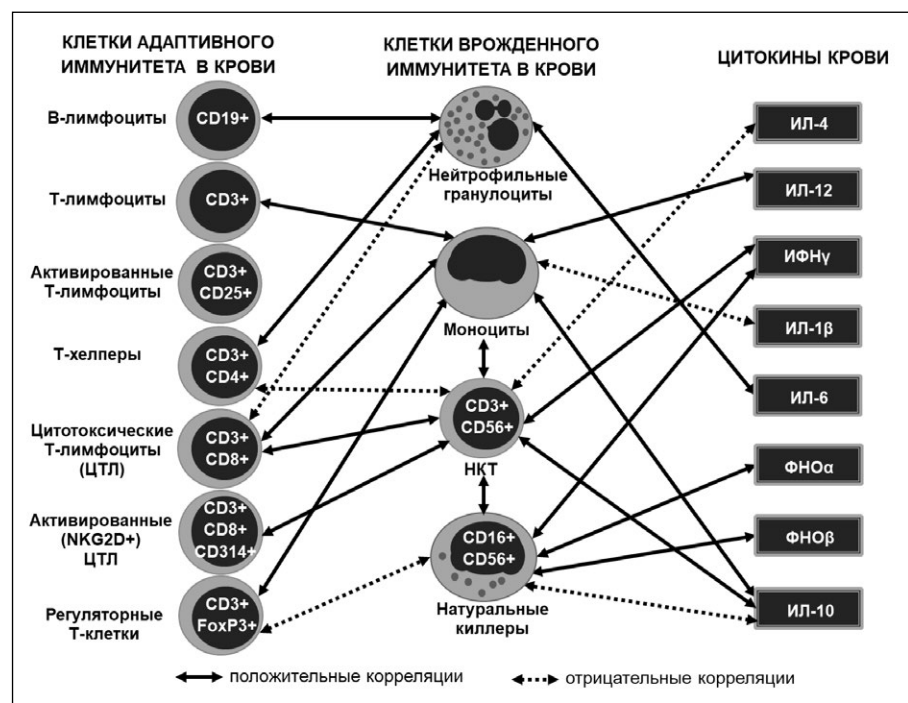 КЛЕТКИ АДАПТИВНОГО
ИММУНИТЕТА В КРОВИ
КЛЕТКИ ВРОЖДЕННОГО
ИММУНИТЕТА В КРОВИ
ЦИТОКИНЫ КРОВИ
В-лимфоциты
CD19+
Т-лимфоциты
CD3+
Активированные
Т-лимфоциты
CD3+
CD25+
Т-хелперы
CD3+
CD4+
Цитотоксические
Т-лимфоциты
(ЦТЛ)
CD3+
CD8+
Активированные
(NKG2D+)
ЦТЛ
CD3+
CD8+
CD314+
Регуляторные
Т-клетки
CD3+
FoxP3+
Нейтрофильные
гранулоциты
Моноциты
CD3+
CD56+
НКТ
CD16+
CD56+
Натуральные
киллеры
ИЛ-4
ИЛ-12
ИФНγ
ИЛ-1β
ИЛ-6
ФНОα
ФНОβ
ИЛ-10
положительные корреляции
отрицательные корреляции